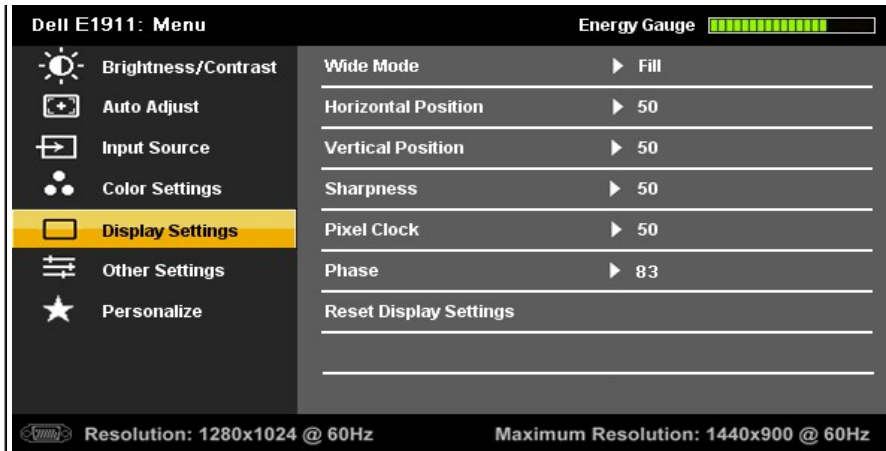 Dell E1911: Menu
Energy Gauge
Brightness/Contrast
Auto Adjust
Input Source
Color Settings
Display Settings
Other Settings
Personalize
Wide Mode Fill
Horizontal Position 50
Vertical Position 50
Sharpness 50
Pixel Clock 50
Phase 83
Reset Display Settings
Resolution: 1280x1024 @ 60Hz
Maximum Resolution: 1440x900 @ 60Hz